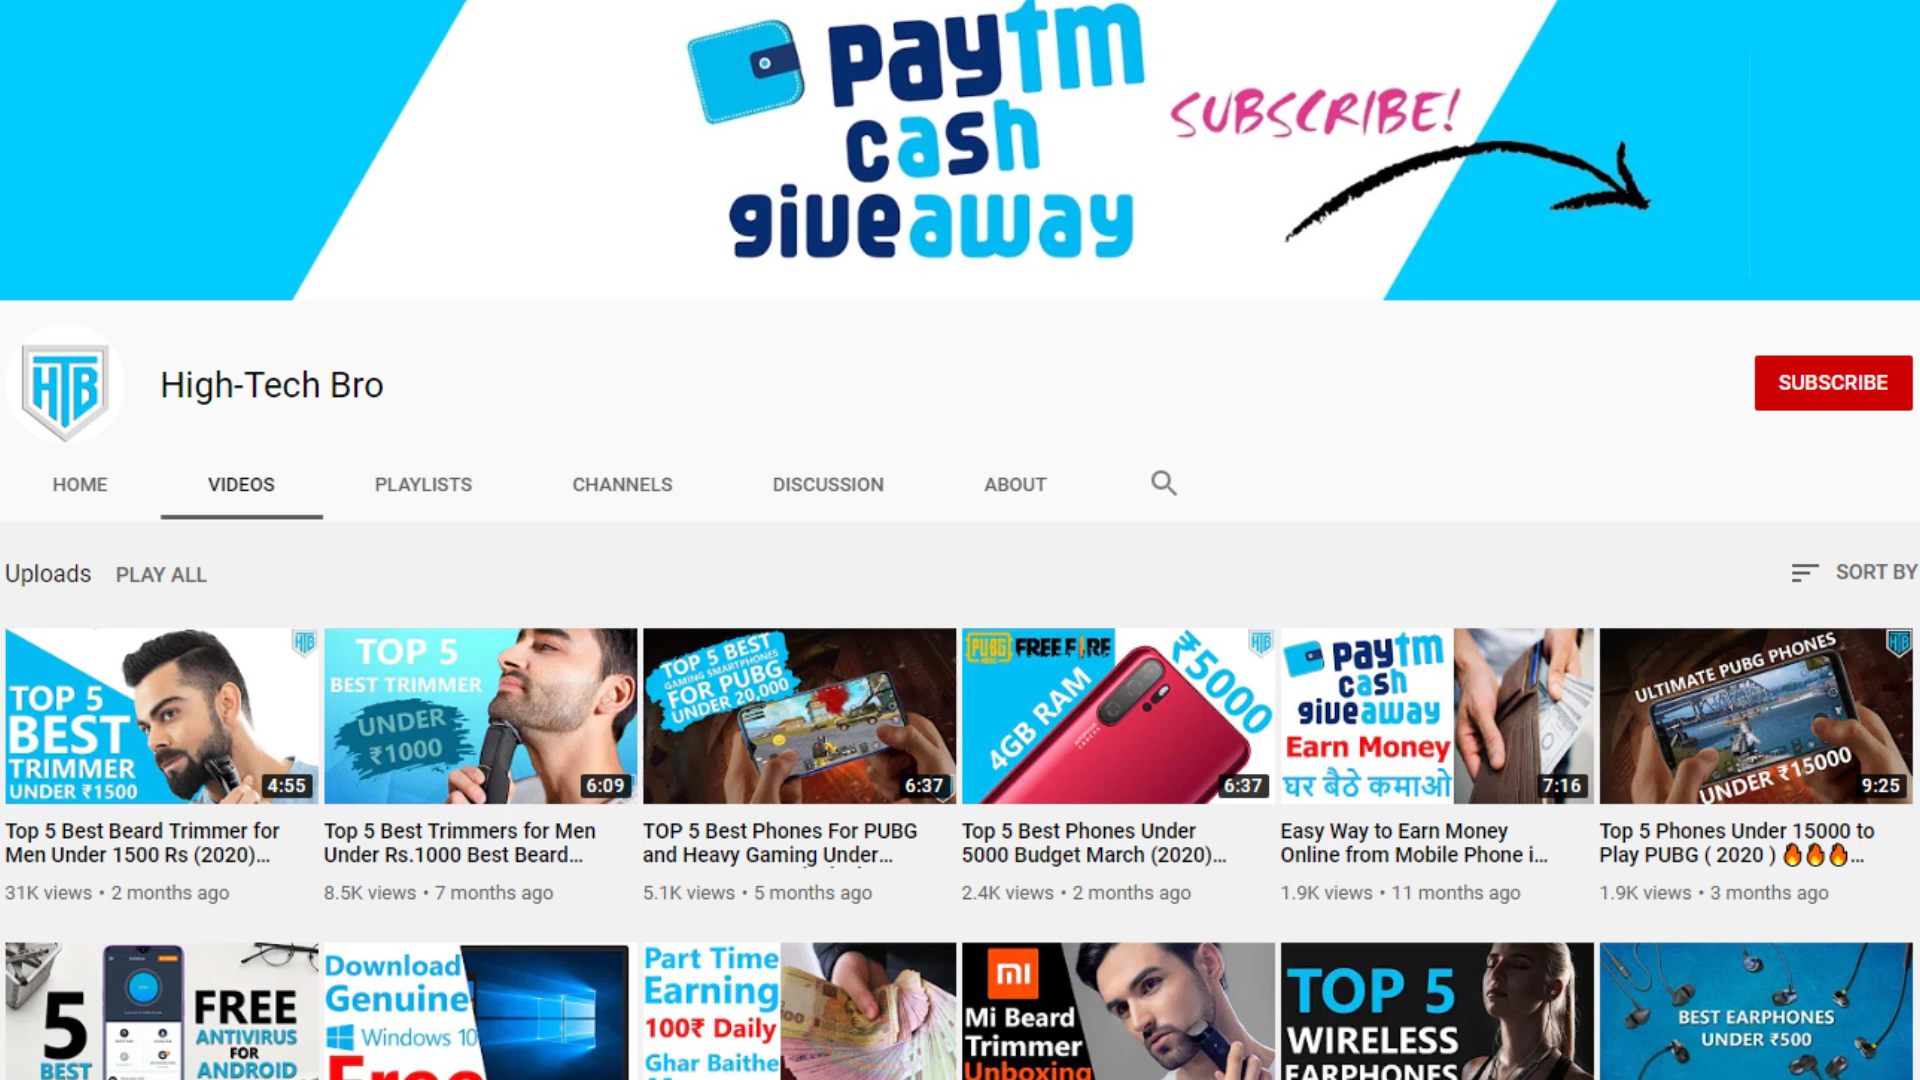 paytm
cash
giveaway
SUBSCRIBE!
HTB
High-Tech Bro
SUBSCRIBE
HOME
VIDEOS
PLAYLISTS
CHANNELS
DISCUSSION
ABOUT
Uploads
PLAY ALL
SORT BY
HTB
TOP 5
BEST
TRIMMER
UNDER ₹1500
4:55
TOP 5
BEST TRIMMER
UNDER
₹1000
6:09
TOP 5 BEST
GAMING SMARTPHONES
FOR PUBG
UNDER 20,000
6:37
PUBG
FREE FIRE
HTB
4GB RAM
₹5000
6:37
paytm
cash
giveaway
Earn Money
घर बैठे कमाओ
7:16
HTB
ULTIMATE PUBG PHONES
UNDER ₹15000
9:25
Top 5 Best Beard Trimmer for
Men Under 1500 Rs (2020)...
31K views • 2 months ago
Top 5 Best Trimmers for Men
Under Rs.1000 Best Beard...
8.5K views • 7 months ago
TOP 5 Best Phones For PUBG
and Heavy Gaming Under...
5.1K views • 5 months ago
Top 5 Best Phones Under
5000 Budget March (2020)...
2.4K views • 2 months ago
Easy Way to Earn Money
Online from Mobile Phone i...
1.9K views • 11 months ago
Top 5 Phones Under 15000 to
Play PUBG ( 2020 ) 🔥🔥🔥...
1.9K views • 3 months ago
5
BEST
FREE
ANTIVIRUS
FOR
ANDROID
Download
Genuine
Windows 10
Free
Part Time
Earning
100₹ Daily
Ghar Baithe
mi
Mi Beard
Trimmer
Unboxing
TOP 5
WIRELESS
EARPHONES
BEST EARPHONES
UNDER ₹500